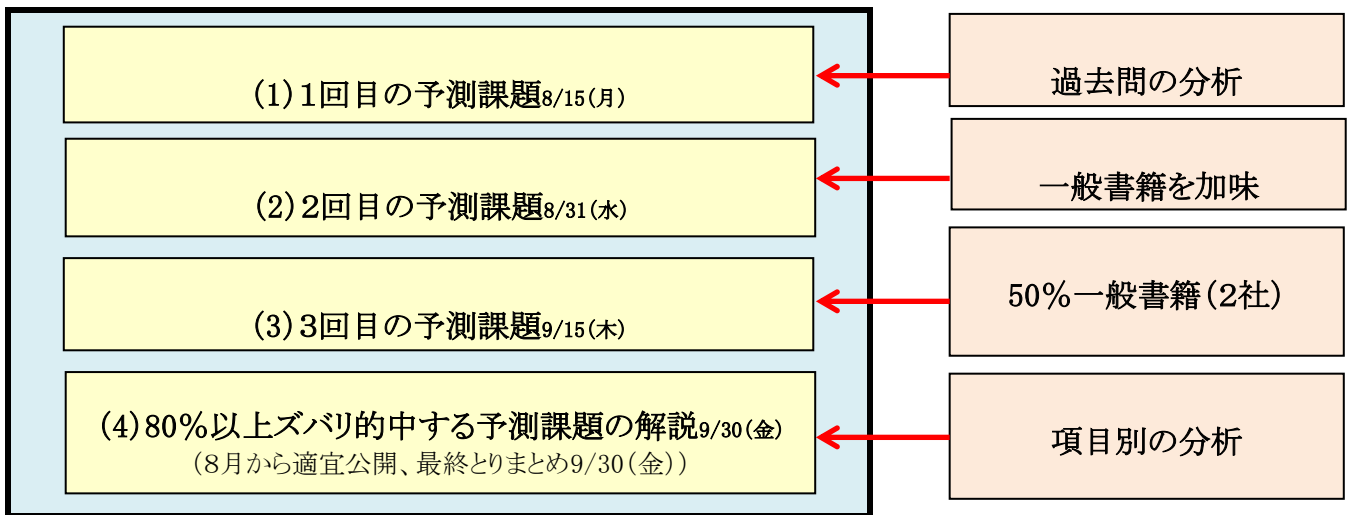 (1)１回目の予測課題8/15(月)
過去問の分析
(2)２回目の予測課題8/31(水)
一般書籍を加味
(3)３回目の予測課題9/15(木)
50%一般書籍(２社)
(4)80%以上ズバリ的中する予測課題の解説9/30(金)
(８月から適宜公開、最終とりまとめ9/30(金))
項目別の分析